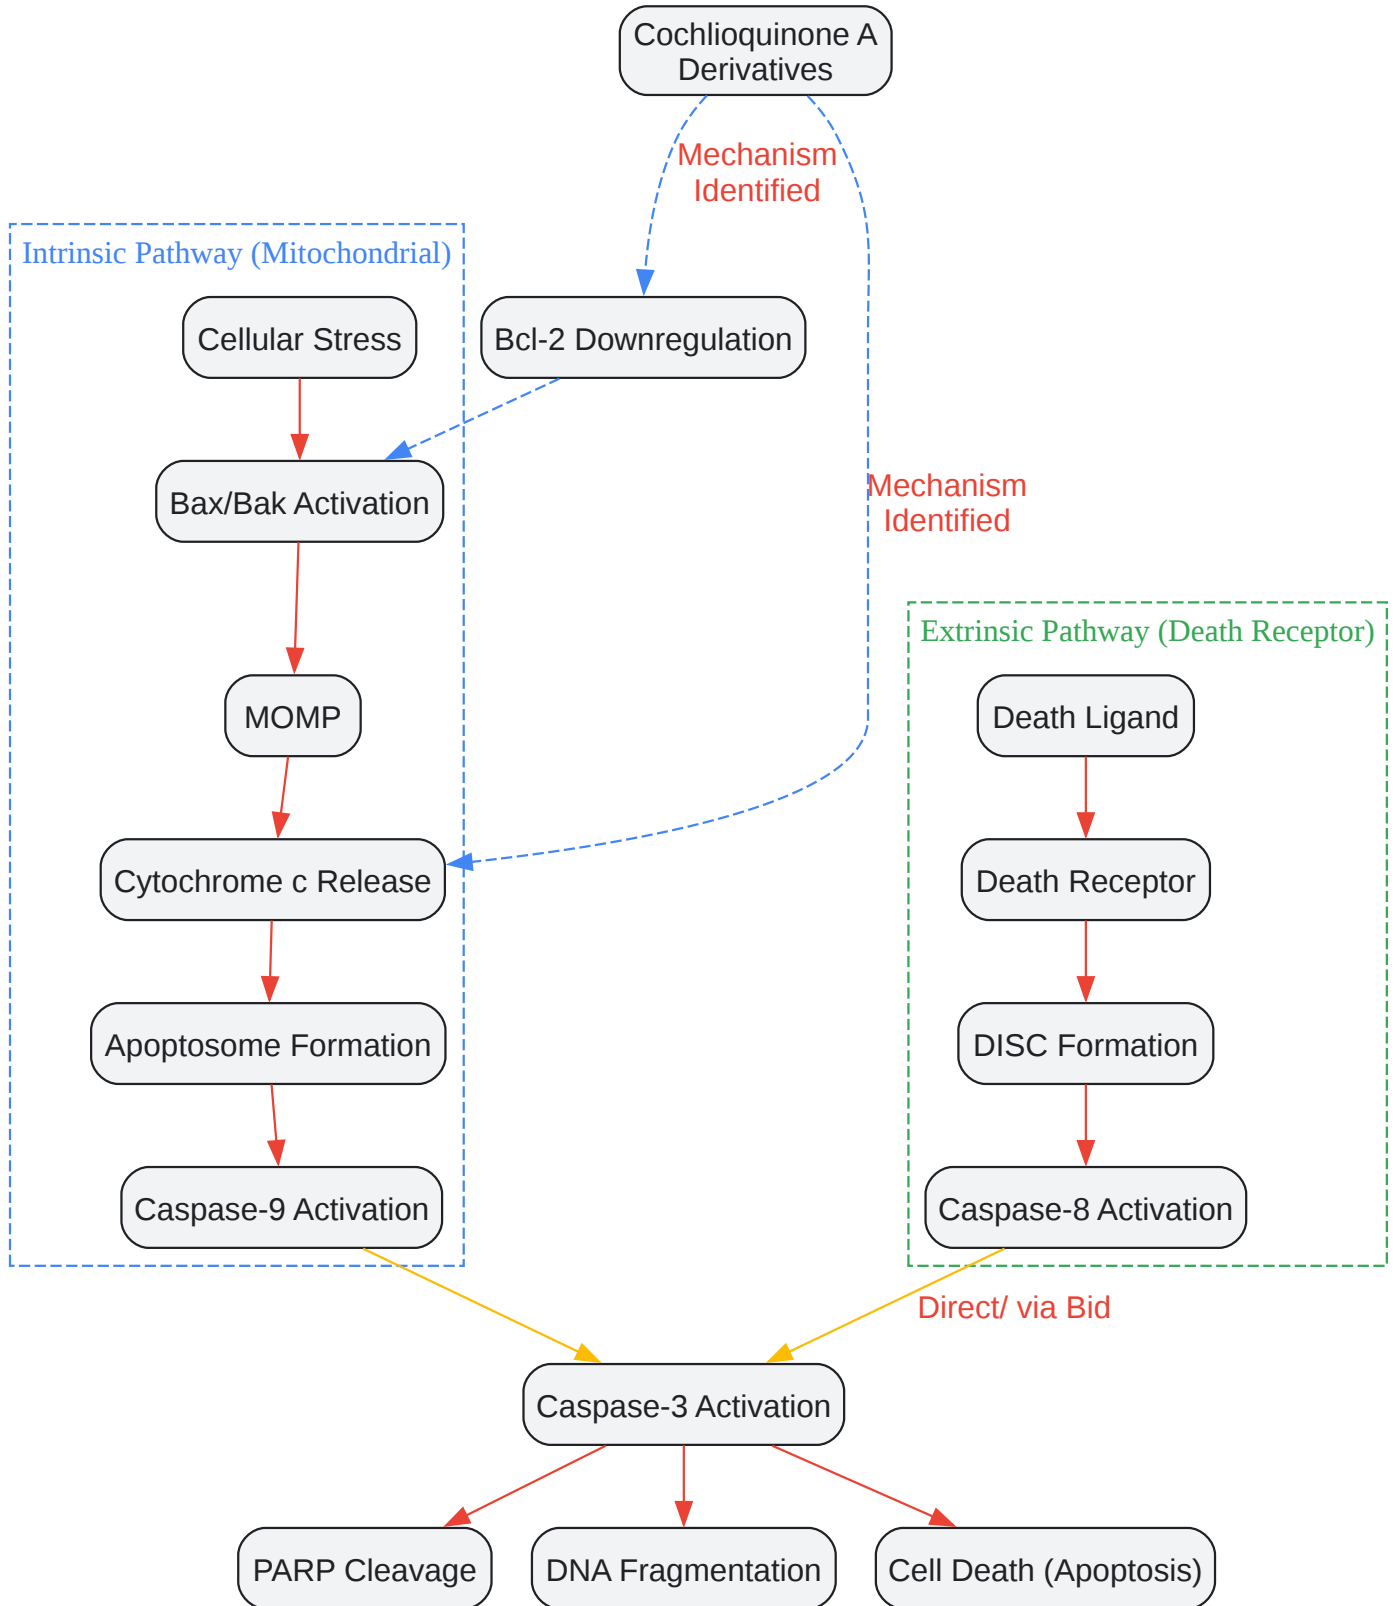 Cochlioquinone A
Derivatives
Mechanism
Identified
Intrinsic Pathway (Mitochondrial)
Cellular Stress
Bcl-2 Downregulation
Bax/Bak Activation
Mechanism
Identified
Extrinsic Pathway (Death Receptor)
MOMP
Death Ligand
Cytochrome c Release
Death Receptor
Apoptosome Formation
DISC Formation
Caspase-9 Activation
Caspase-8 Activation
Direct/ via Bid
Caspase-3 Activation
PARP Cleavage
DNA Fragmentation
Cell Death (Apoptosis)